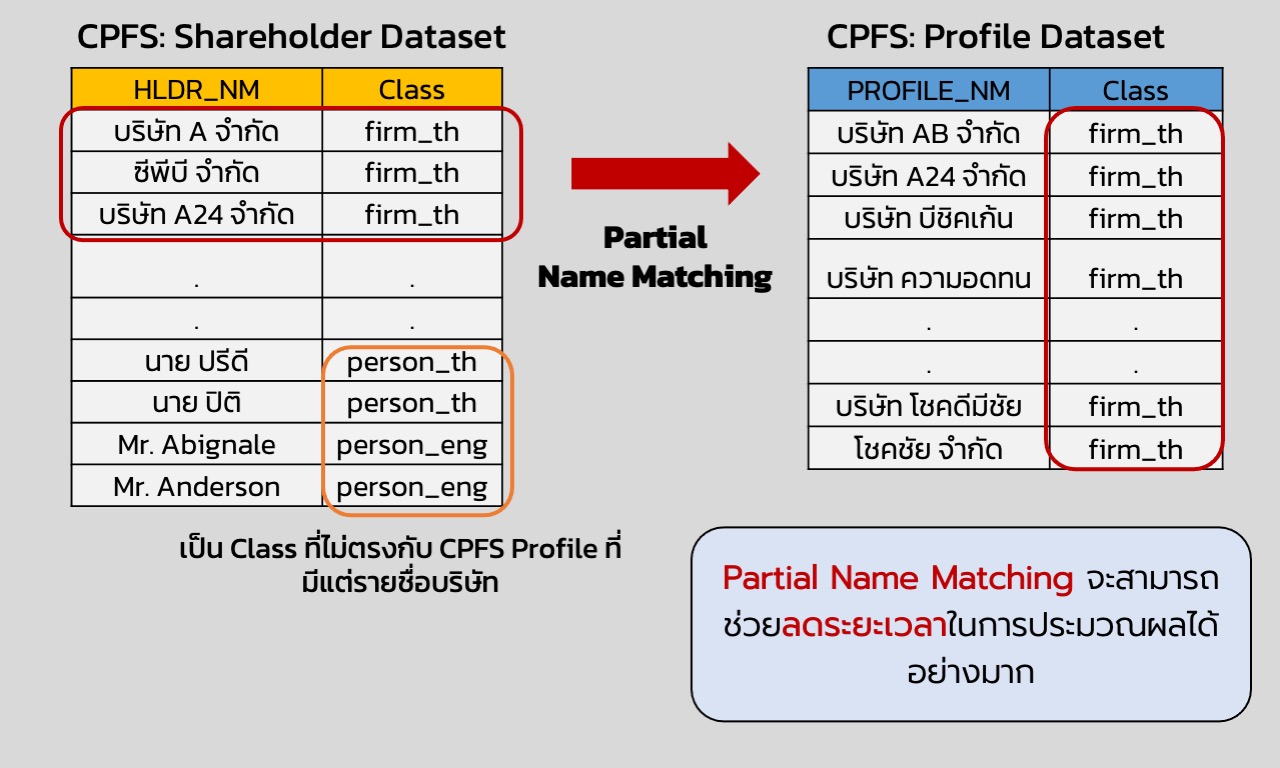 CPFS: Shareholder Dataset
HLDR_NM Class
บริษัท A จำกัด firm_th
ซีพีบี จำกัด firm_th
บริษัท A24 จำกัด firm_th
. .
. .
นาย ปรีดี person_th
นาย ปิติ person_th
Mr. Abignale person_eng
Mr. Anderson person_eng
เป็น Class ที่ไม่ตรงกับ CPFS Profile ที่
มีแต่รายชื่อบริษัท
Partial
Name Matching
CPFS: Profile Dataset
PROFILE_NM Class
บริษัท AB จำกัด firm_th
บริษัท A24 จำกัด firm_th
บริษัท บีชิคเก้น firm_th
บริษัท ความอดทน firm_th
. .
. .
บริษัท โชคดีมีชัย firm_th
โชคชัย จำกัด firm_th
Partial Name Matching จะสามารถ
ช่วยลดระยะเวลาในการประมวณผลได้
อย่างมาก